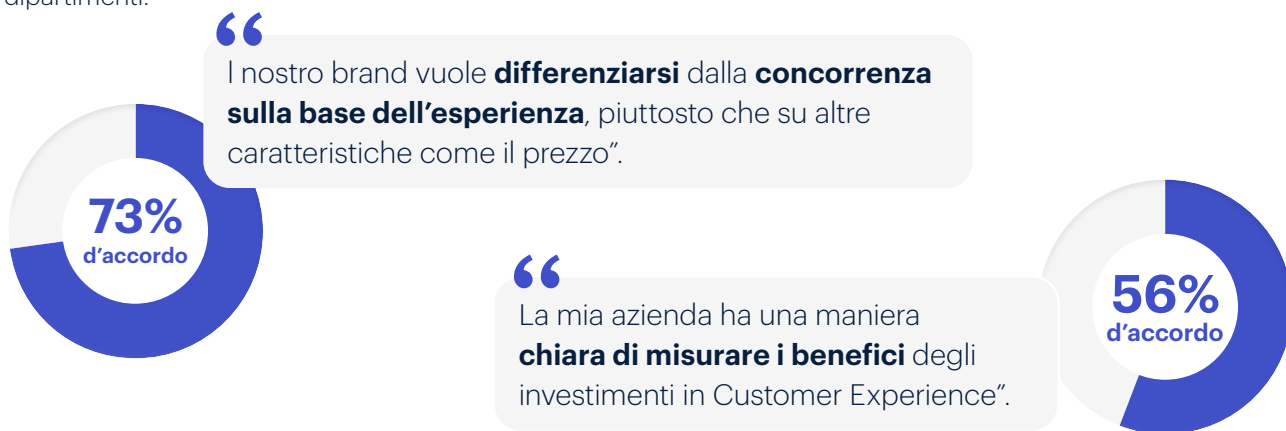 dipartimenti.
“
l nostro brand vuole differenziarsi dalla concorrenza
sulla base dell’esperienza, piuttosto che su altre
caratteristiche come il prezzo”.
73%
d’accordo
“
La mia azienda ha una maniera
chiara di misurare i benefici degli
investimenti in Customer Experience”.
56%
d’accordo